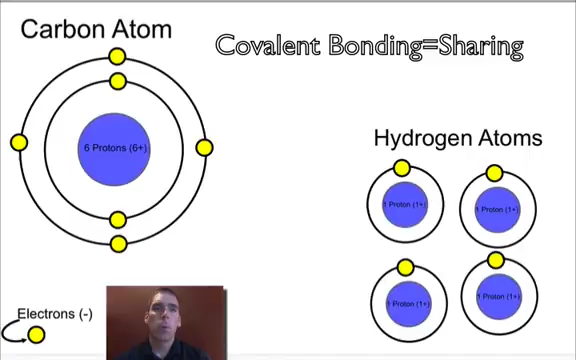 Carbon Atom
Covalent Bonding=Sharing
6 Protons (6+)
Hydrogen Atoms
1 Proton (1+)
1 Proton (1+)
1 Proton (1+)
1 Proton (1+)
Electrons (-)